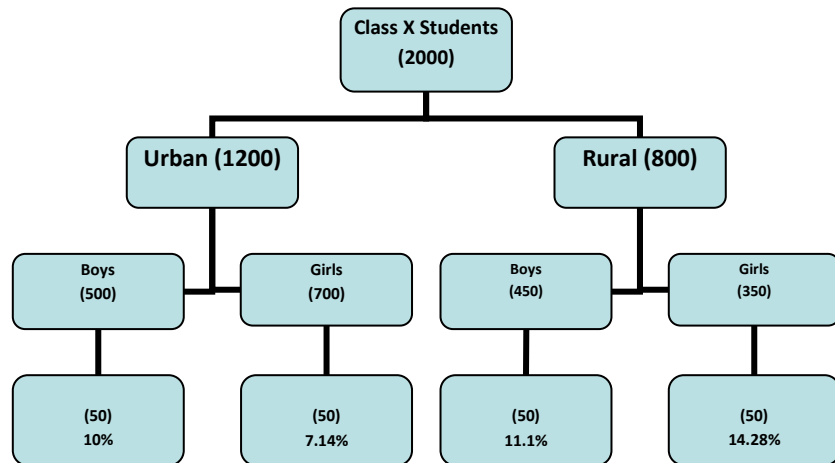 Class X Students
(2000)
Urban (1200)
Rural (800)
Boys
(500)
Girls
(700)
Boys
(450)
Girls
(350)
(50)
10%
(50)
7.14%
(50)
11.1%
(50)
14.28%